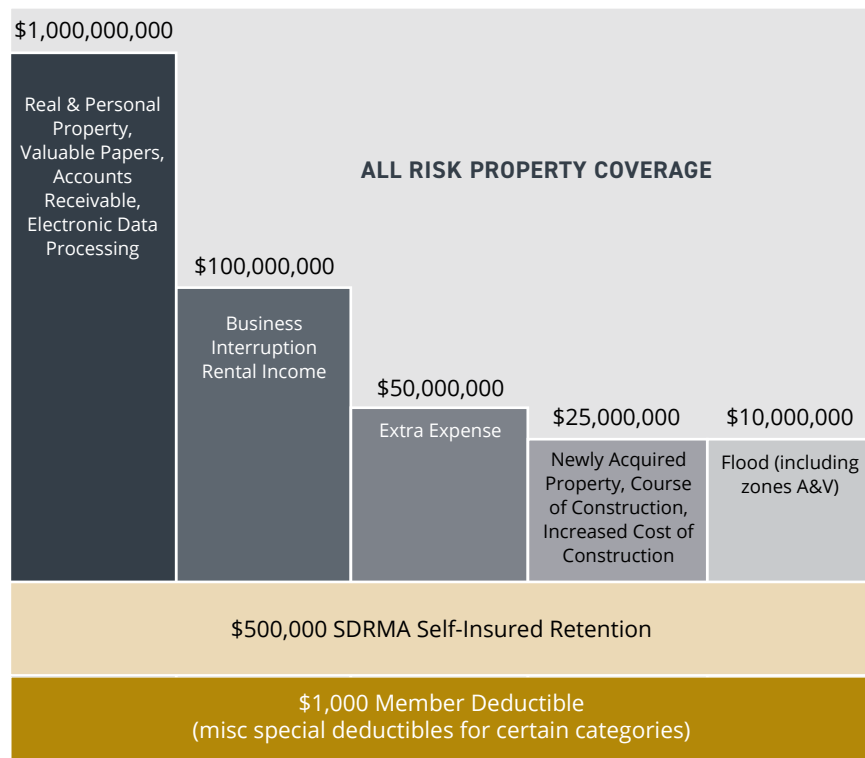 $1,000,000,000
Real & Personal
Property,
Valuable Papers,
Accounts
Receivable,
Electronic Data
Processing
ALL RISK PROPERTY COVERAGE
$100,000,000
Business
Interruption
Rental Income
$50,000,000
Extra Expense
$25,000,000
Newly Acquired
Property, Course
of Construction,
Increased Cost of
Construction
$10,000,000
Flood (including
zones A&V)
$500,000 SDRMA Self-Insured Retention
$1,000 Member Deductible
(misc special deductibles for certain categories)